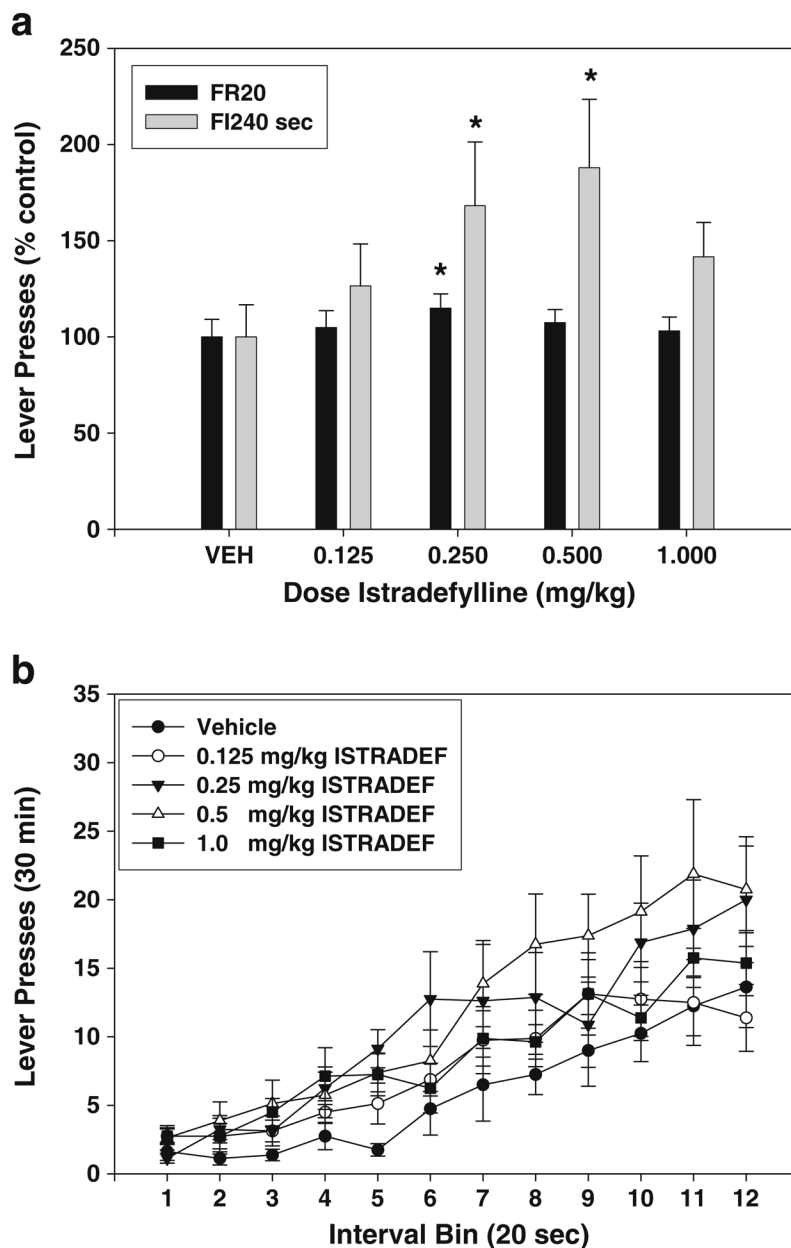 a
250
200
150
100
50
0
Lever Presses (% control)
FR20
FI240 sec
*
*
*
VEH 0.125 0.250 0.500 1.000
Dose Istradefylline (mg/kg)
b
35
30
25
20
15
10
5
0
Lever Presses (30 min)
Vehicle
0.125 mg/kg ISTRADEF
0.25 mg/kg ISTRADEF
0.5 mg/kg ISTRADEF
1.0 mg/kg ISTRADEF
1 2 3 4 5 6 7 8 9 10 11 12
Interval Bin (20 sec)